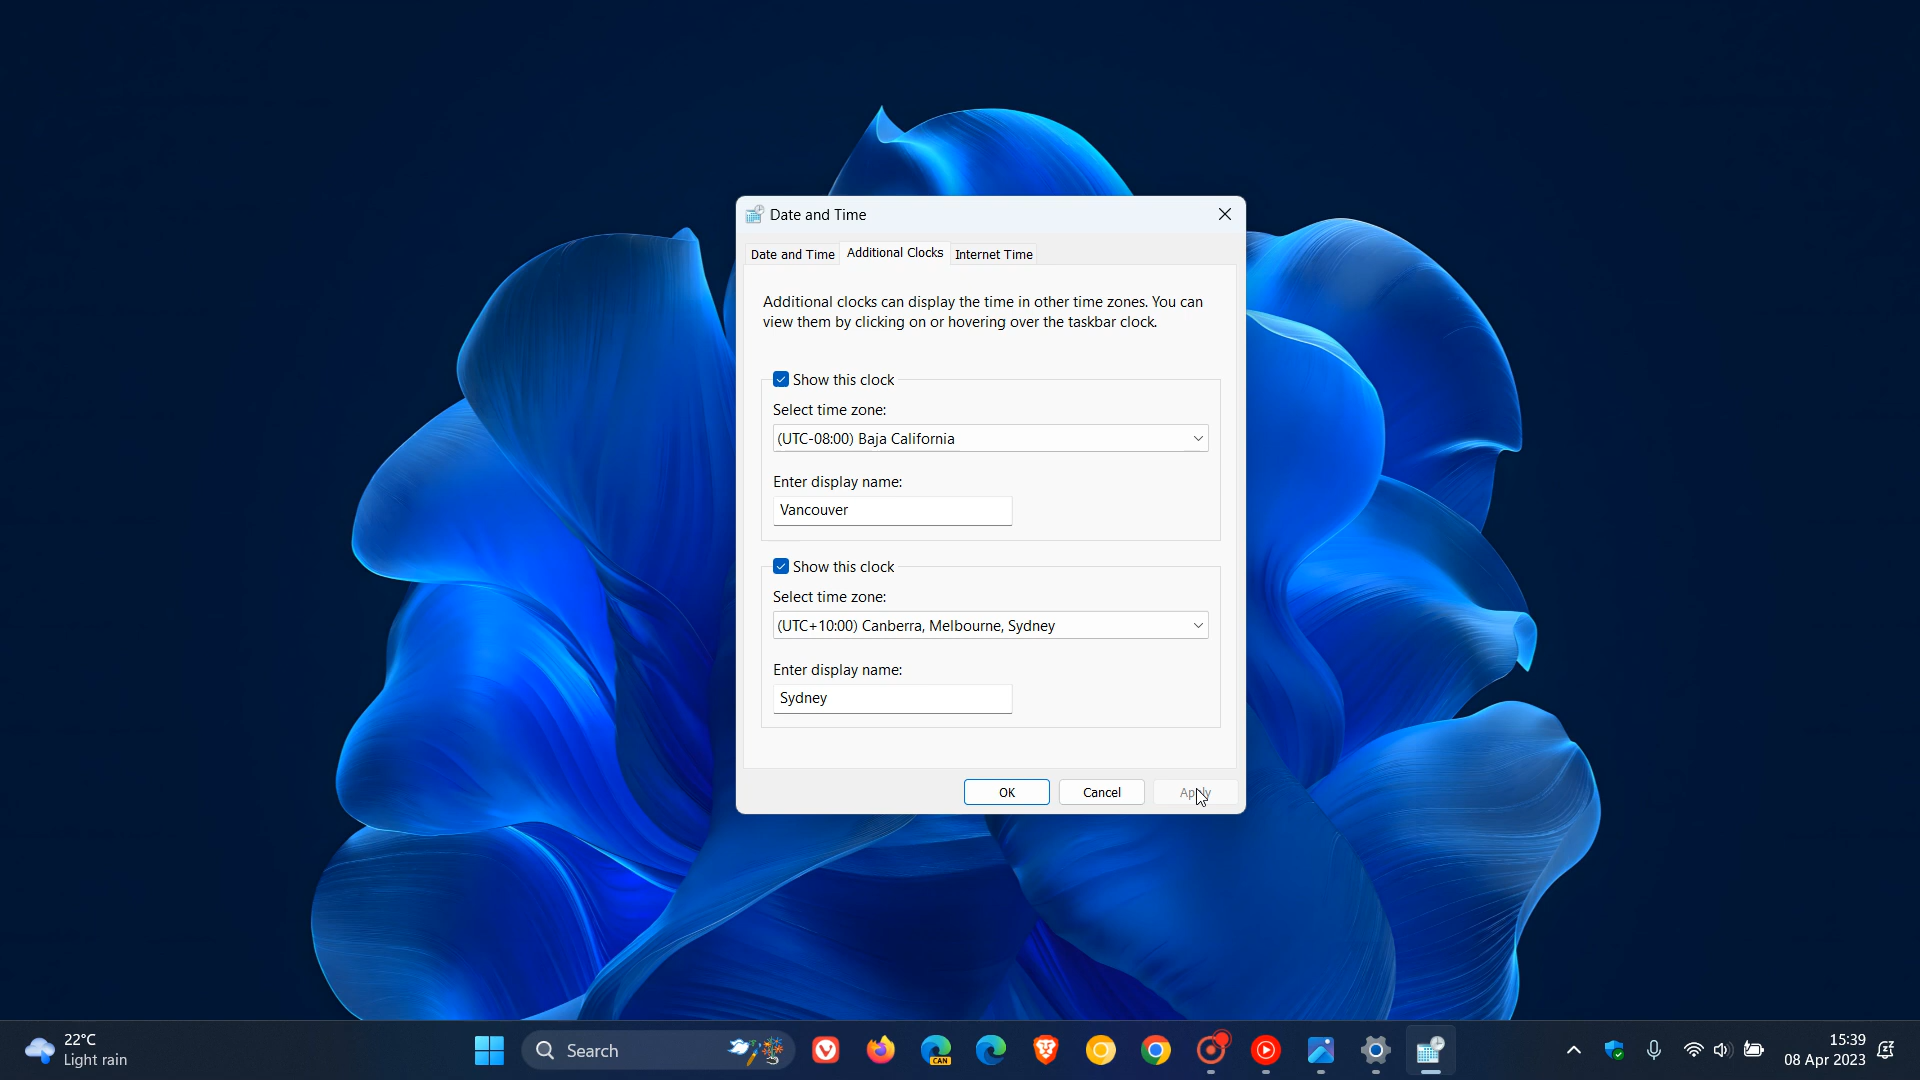 Date and Time
Date and Time
Additional Clocks
Internet Time
Additional clocks can display the time in other time zones. You can
view them by clicking on or hovering over the taskbar clock.
Show this clock
Select time zone:
(UTC-08:00) Baja California
Enter display name:
Vancouver
Show this clock
Select time zone:
(UTC+10:00) Canberra, Melbourne, Sydney
Enter display name:
Sydney
OK
Cancel
Apply
22°C
Light rain
Search
CAN
15:39
08 Apr 2023